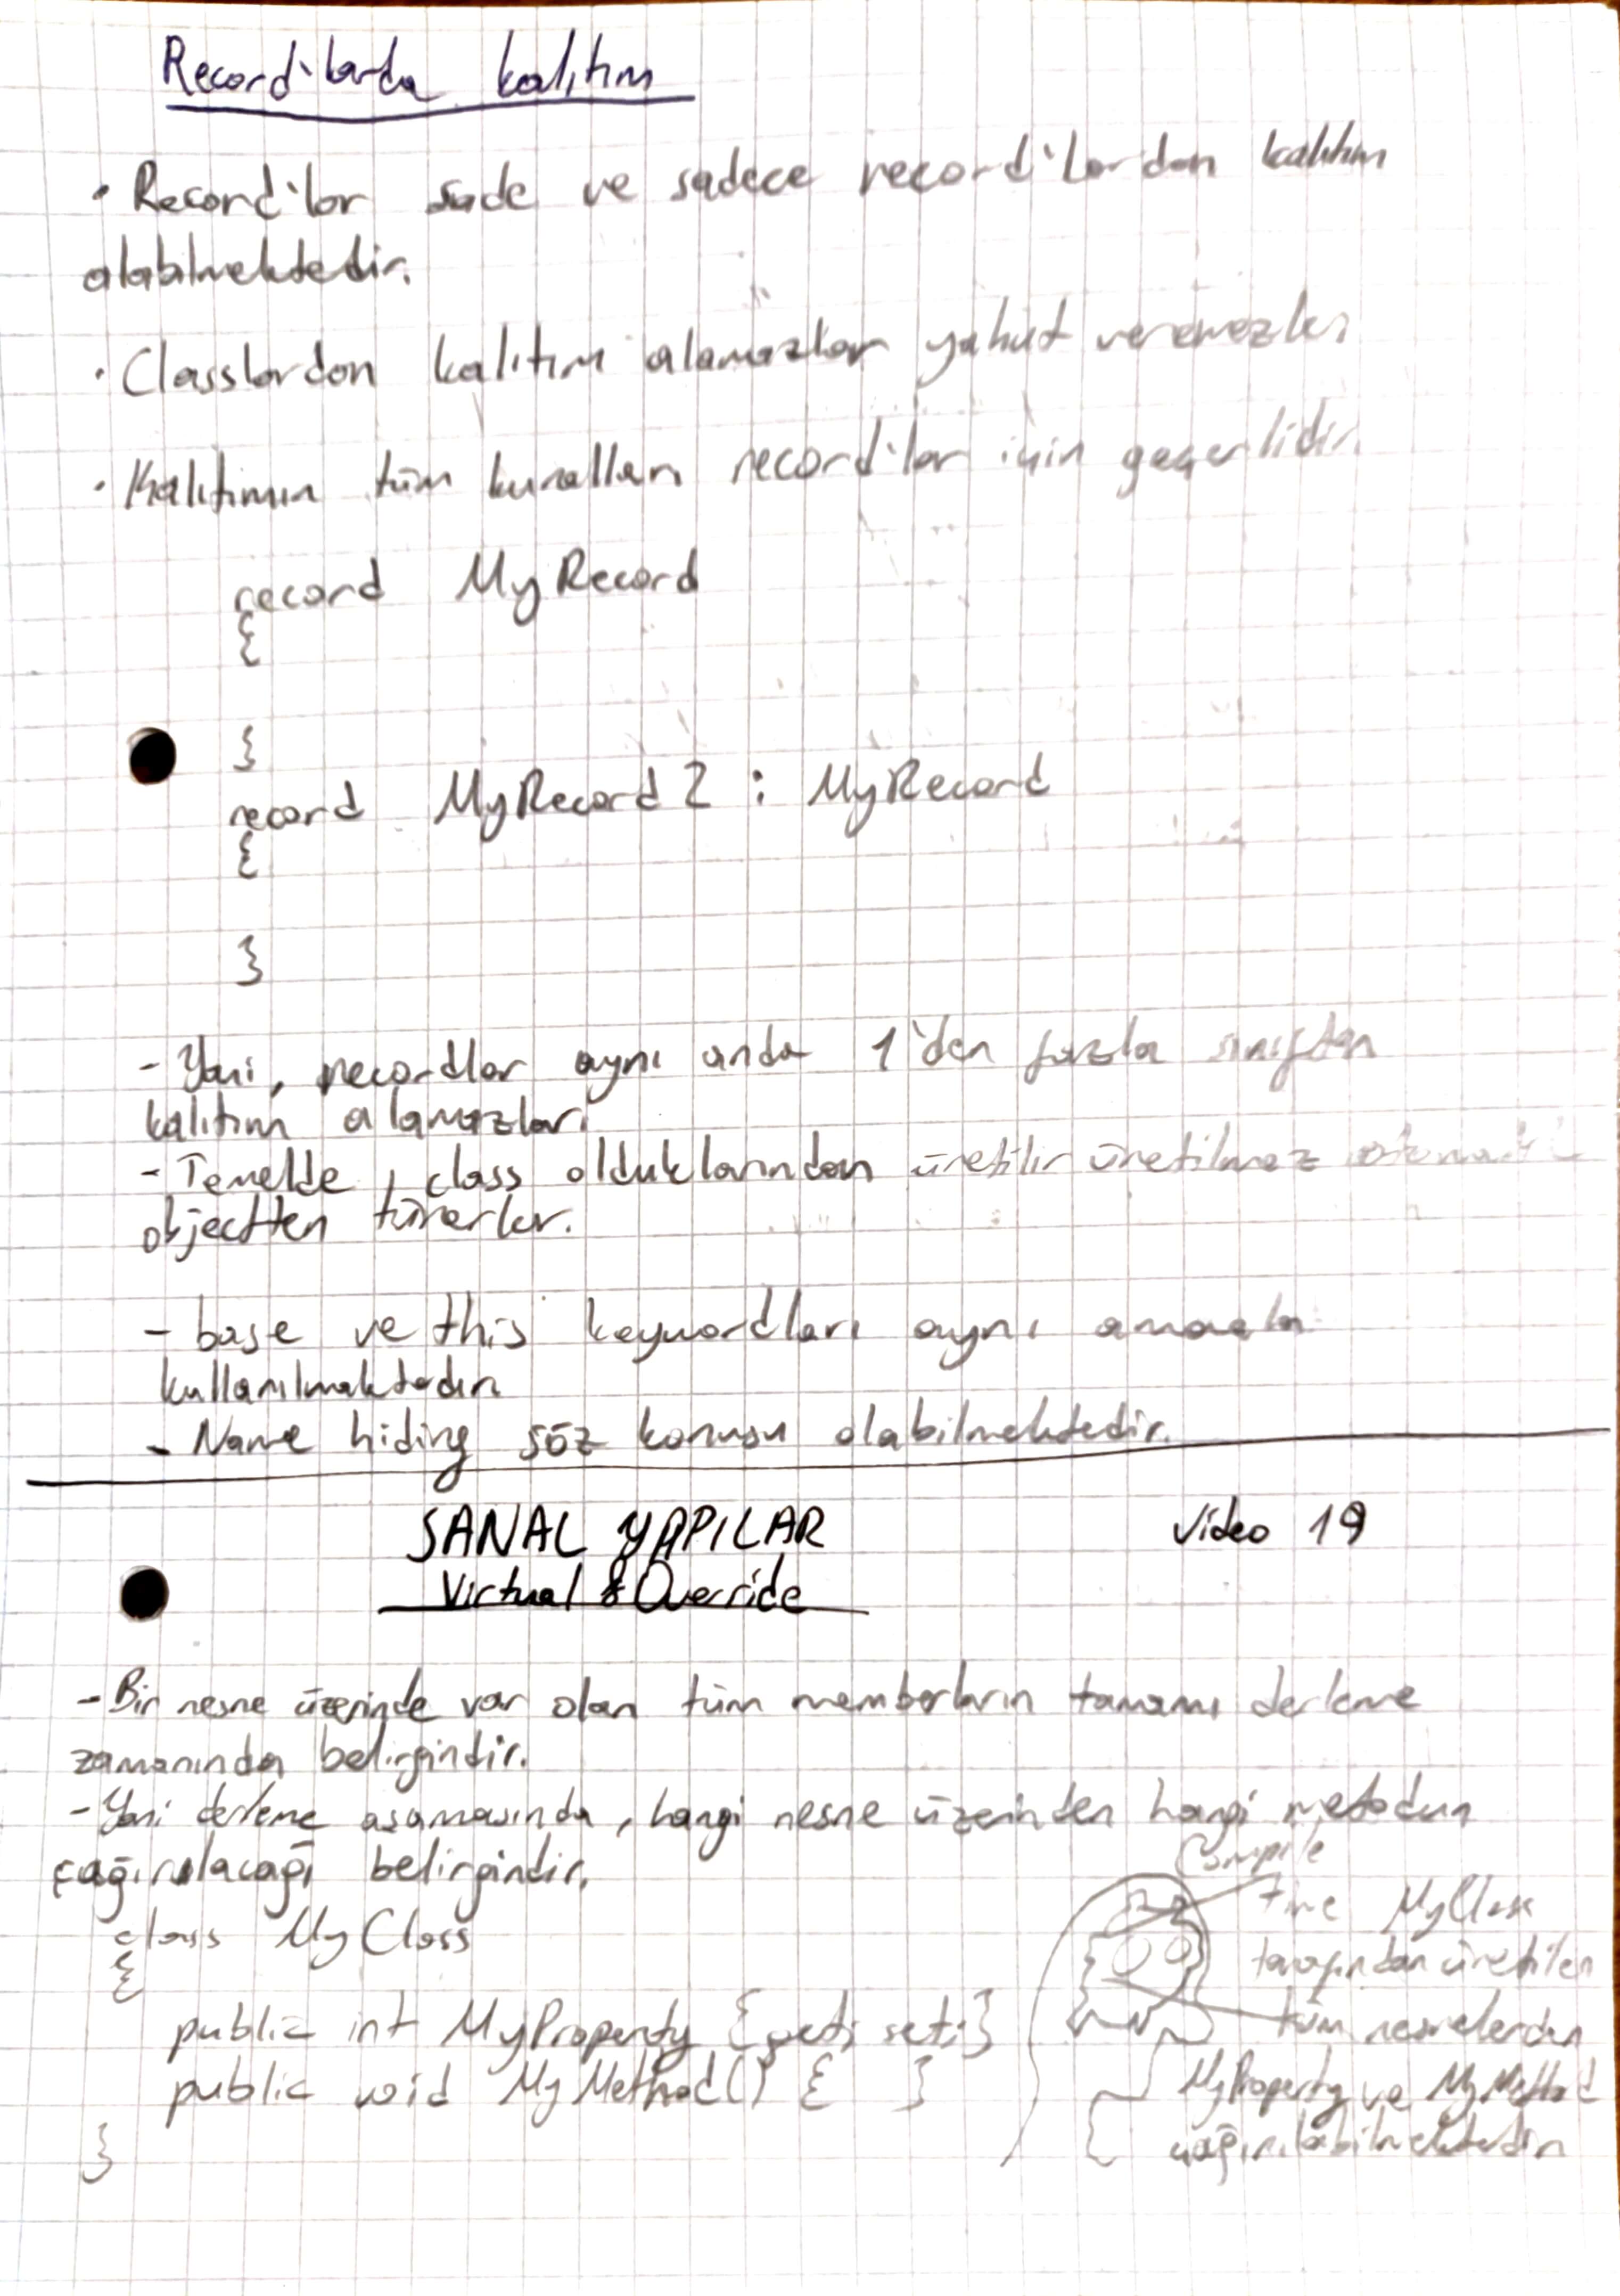 Record'larda kalıtım
• Record'lar sade ve sadece record'lardan kalıtım
alabilmektedir.
• Classlardan kalıtım alamazlar yahut veremezler
• Kalıtımın tüm kuralları record'lar için geçerlidir.
record MyRecord
{
}
record MyRecord2 : MyRecord
{
}
- Yani, recordlar aynı anda 1'den fazla sınıftan
kalıtım alamazlar.
- Temelde, class olduklarından üretilir üretilmez otomatik
objectten türerler.
- base ve this keywordları aynı amaçla
kullanılmaktadır.
- Name hiding söz konusu olabilmektedir.
SANAL YAPILAR Video 19
Virtual & Override
- Bir nesne üzerinde var olan tüm memberların tamamı derleme
zamanında belirgindir.
- Yani derleme aşamasında, hangi nesne üzerinden hangi metodun
çağırılacağı belirgindir.
Compile
class MyClass
time MyClass
{
tarafından üretilen
public int MyProperty {get; set;}
tüm nesnelerden
public void MyMethod() { }
MyProperty ve MyMethod
çağırılabilmektedir
}